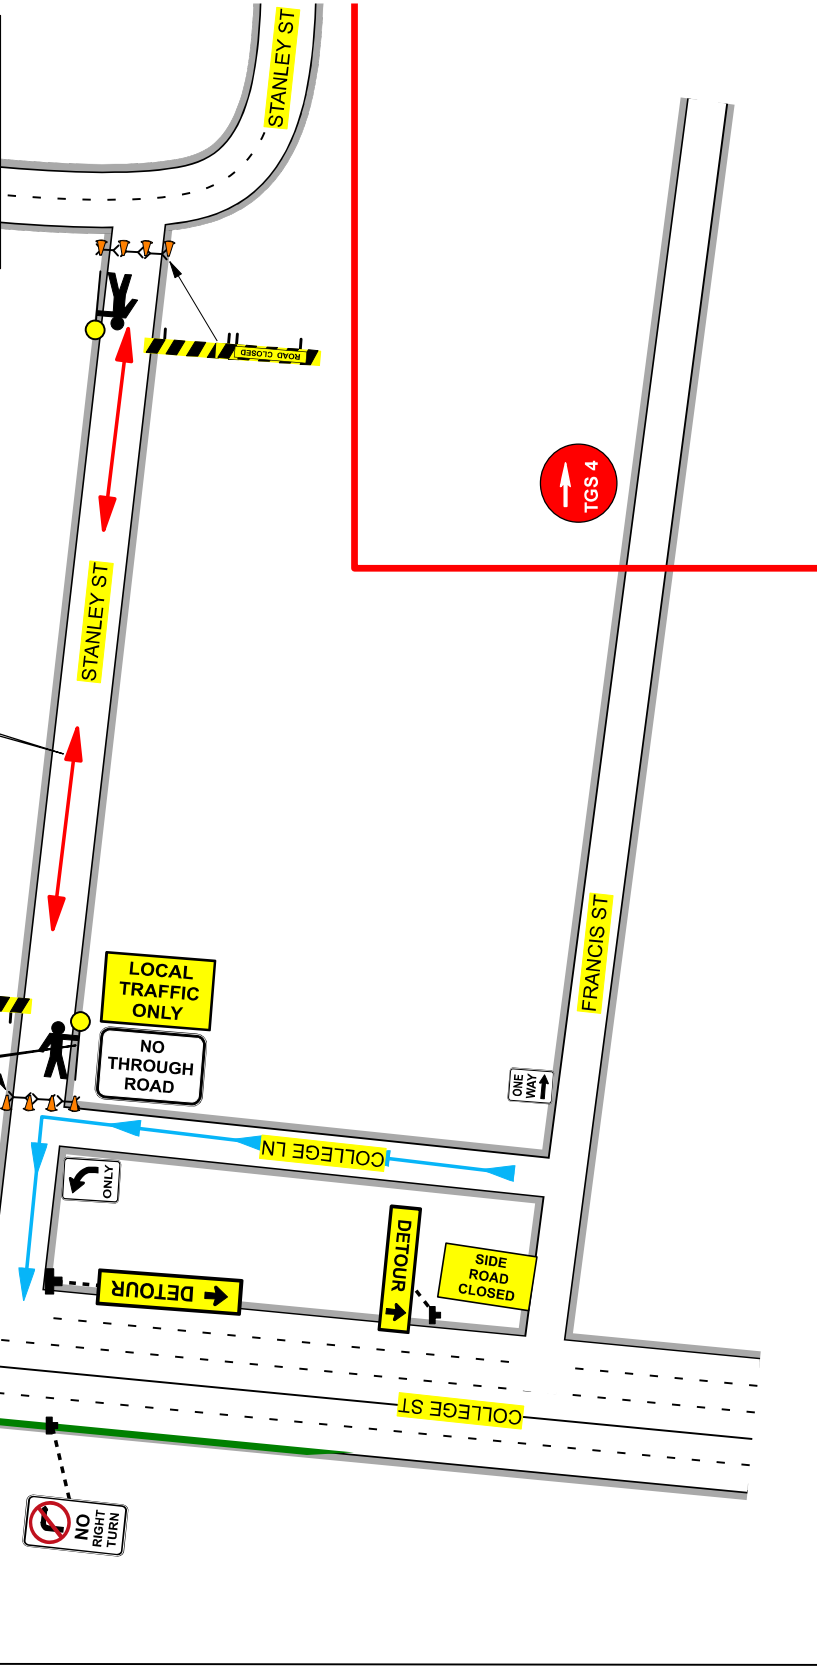 STANLEY ST
ROAD CLOSED
TGS 4
STANLEY ST
FRANCIS ST
LOCAL
TRAFFIC
ONLY
NO
THROUGH
ROAD
ONE
WAY
COLLEGE LN
ONLY
DETOUR
DETOUR
SIDE
ROAD
CLOSED
COLLEGE ST
NO
RIGHT
TURN